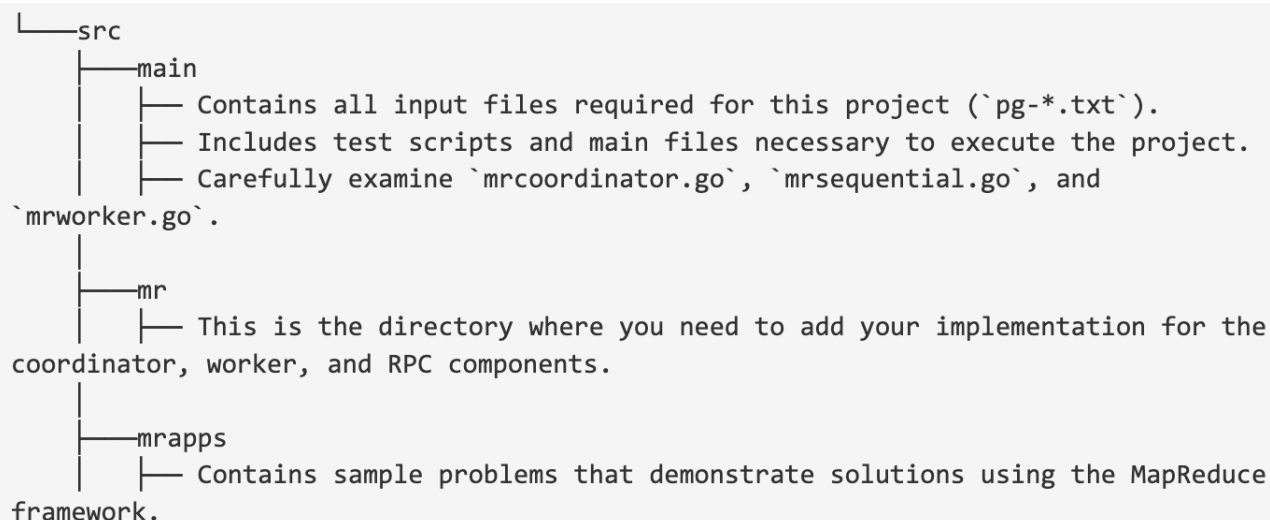 └───src
    ├───main
    │   ├── Contains all input files required for this project (`pg-*.txt`).
    │   ├── Includes test scripts and main files necessary to execute the project.
    │   ├── Carefully examine `mrcoordinator.go`, `mrsequential.go`, and
`mrworker.go`.
    │
    ├───mr
    │   ├── This is the directory where you need to add your implementation for the
coordinator, worker, and RPC components.
    │
    ├───mrapps
    │   ├── Contains sample problems that demonstrate solutions using the MapReduce
framework.